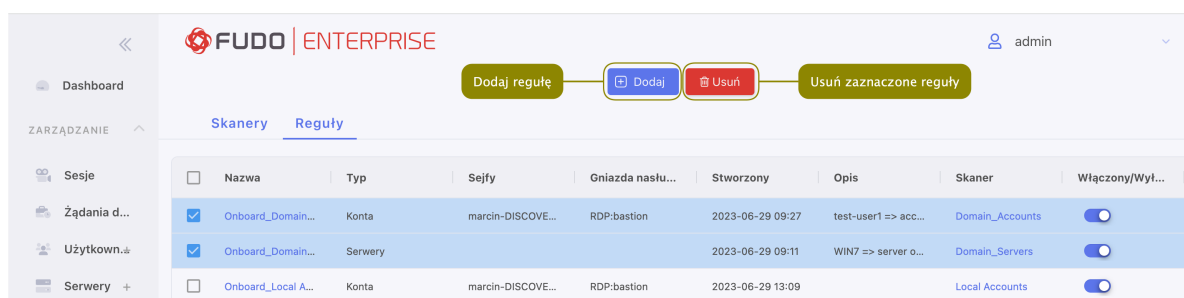 FUDO ENTERPRISE
admin
Dodaj regułę
Dodaj
Usuń
Usuń zaznaczone reguły
Dashboard
ZARZĄDZANIE
Sesje
Żądania d...
Użytkown...
Serwery +
Skanery Reguły
Nazwa Typ Sejfy Gniazda nasłu... Stworzony Opis Skaner Włączony/Wył...
Onboard_Domain... Konta marcin-DISCOVE... RDP:bastion 2023-06-29 09:27 test-user1 => acc... Domain_Accounts
Onboard_Domain... Serwery 2023-06-29 09:11 WIN7 => server o... Domain_Servers
Onboard_Local A... Konta marcin-DISCOVE... RDP:bastion 2023-06-29 13:09 Local Accounts